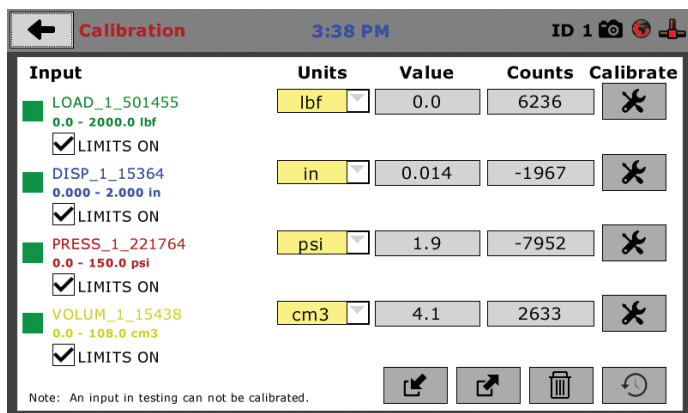 Calibration 3:38 PM ID 1
Input Units Value Counts Calibrate
LOAD_1_501455 lbf 0.0 6236
0.0 - 2000.0 lbf
LIMITS ON
DISP_1_15364 in 0.014 -1967
0.000 - 2.000 in
LIMITS ON
PRESS_1_221764 psi 1.9 -7952
0.0 - 150.0 psi
LIMITS ON
VOLUM_1_15438 cm3 4.1 2633
0.0 - 108.0 cm3
LIMITS ON
Note: An input in testing can not be calibrated.